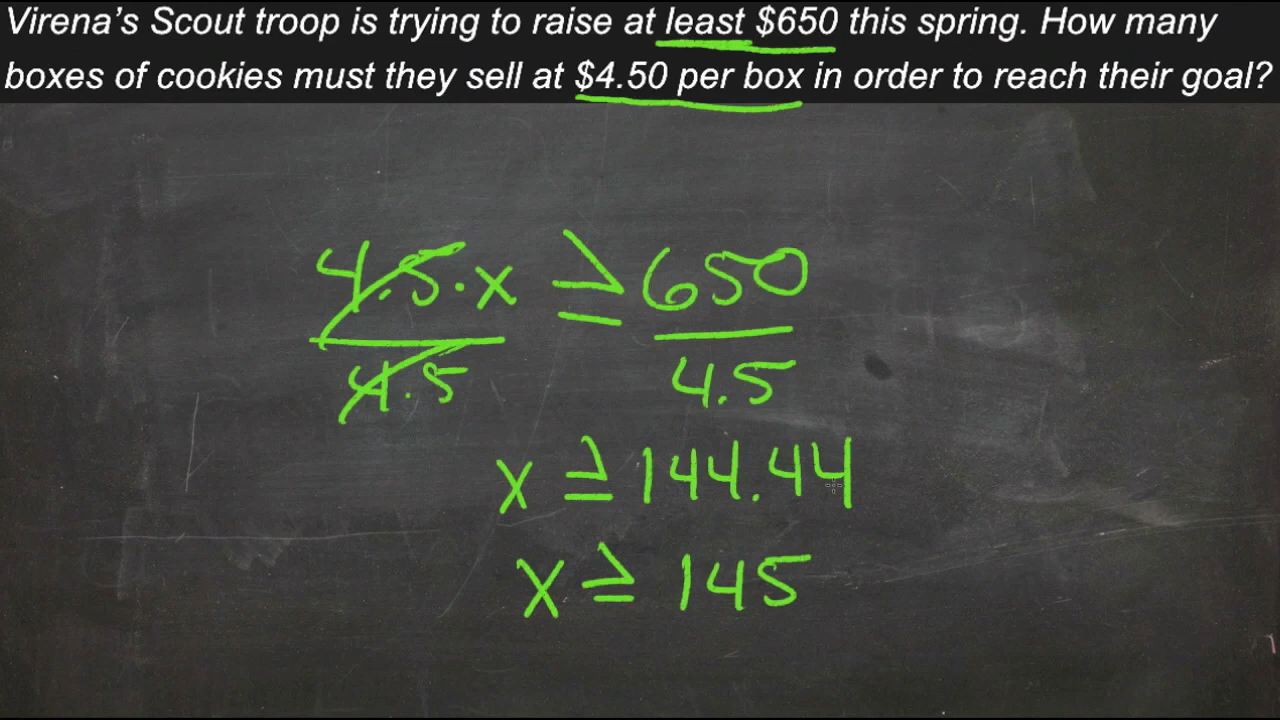 Virena's Scout troop is trying to raise at least $650 this spring. How many
boxes of cookies must they sell at $4.50 per box in order to reach their goal?
4.5·x ≥ 650
4.5 4.5
x ≥ 144.44
x ≥ 145